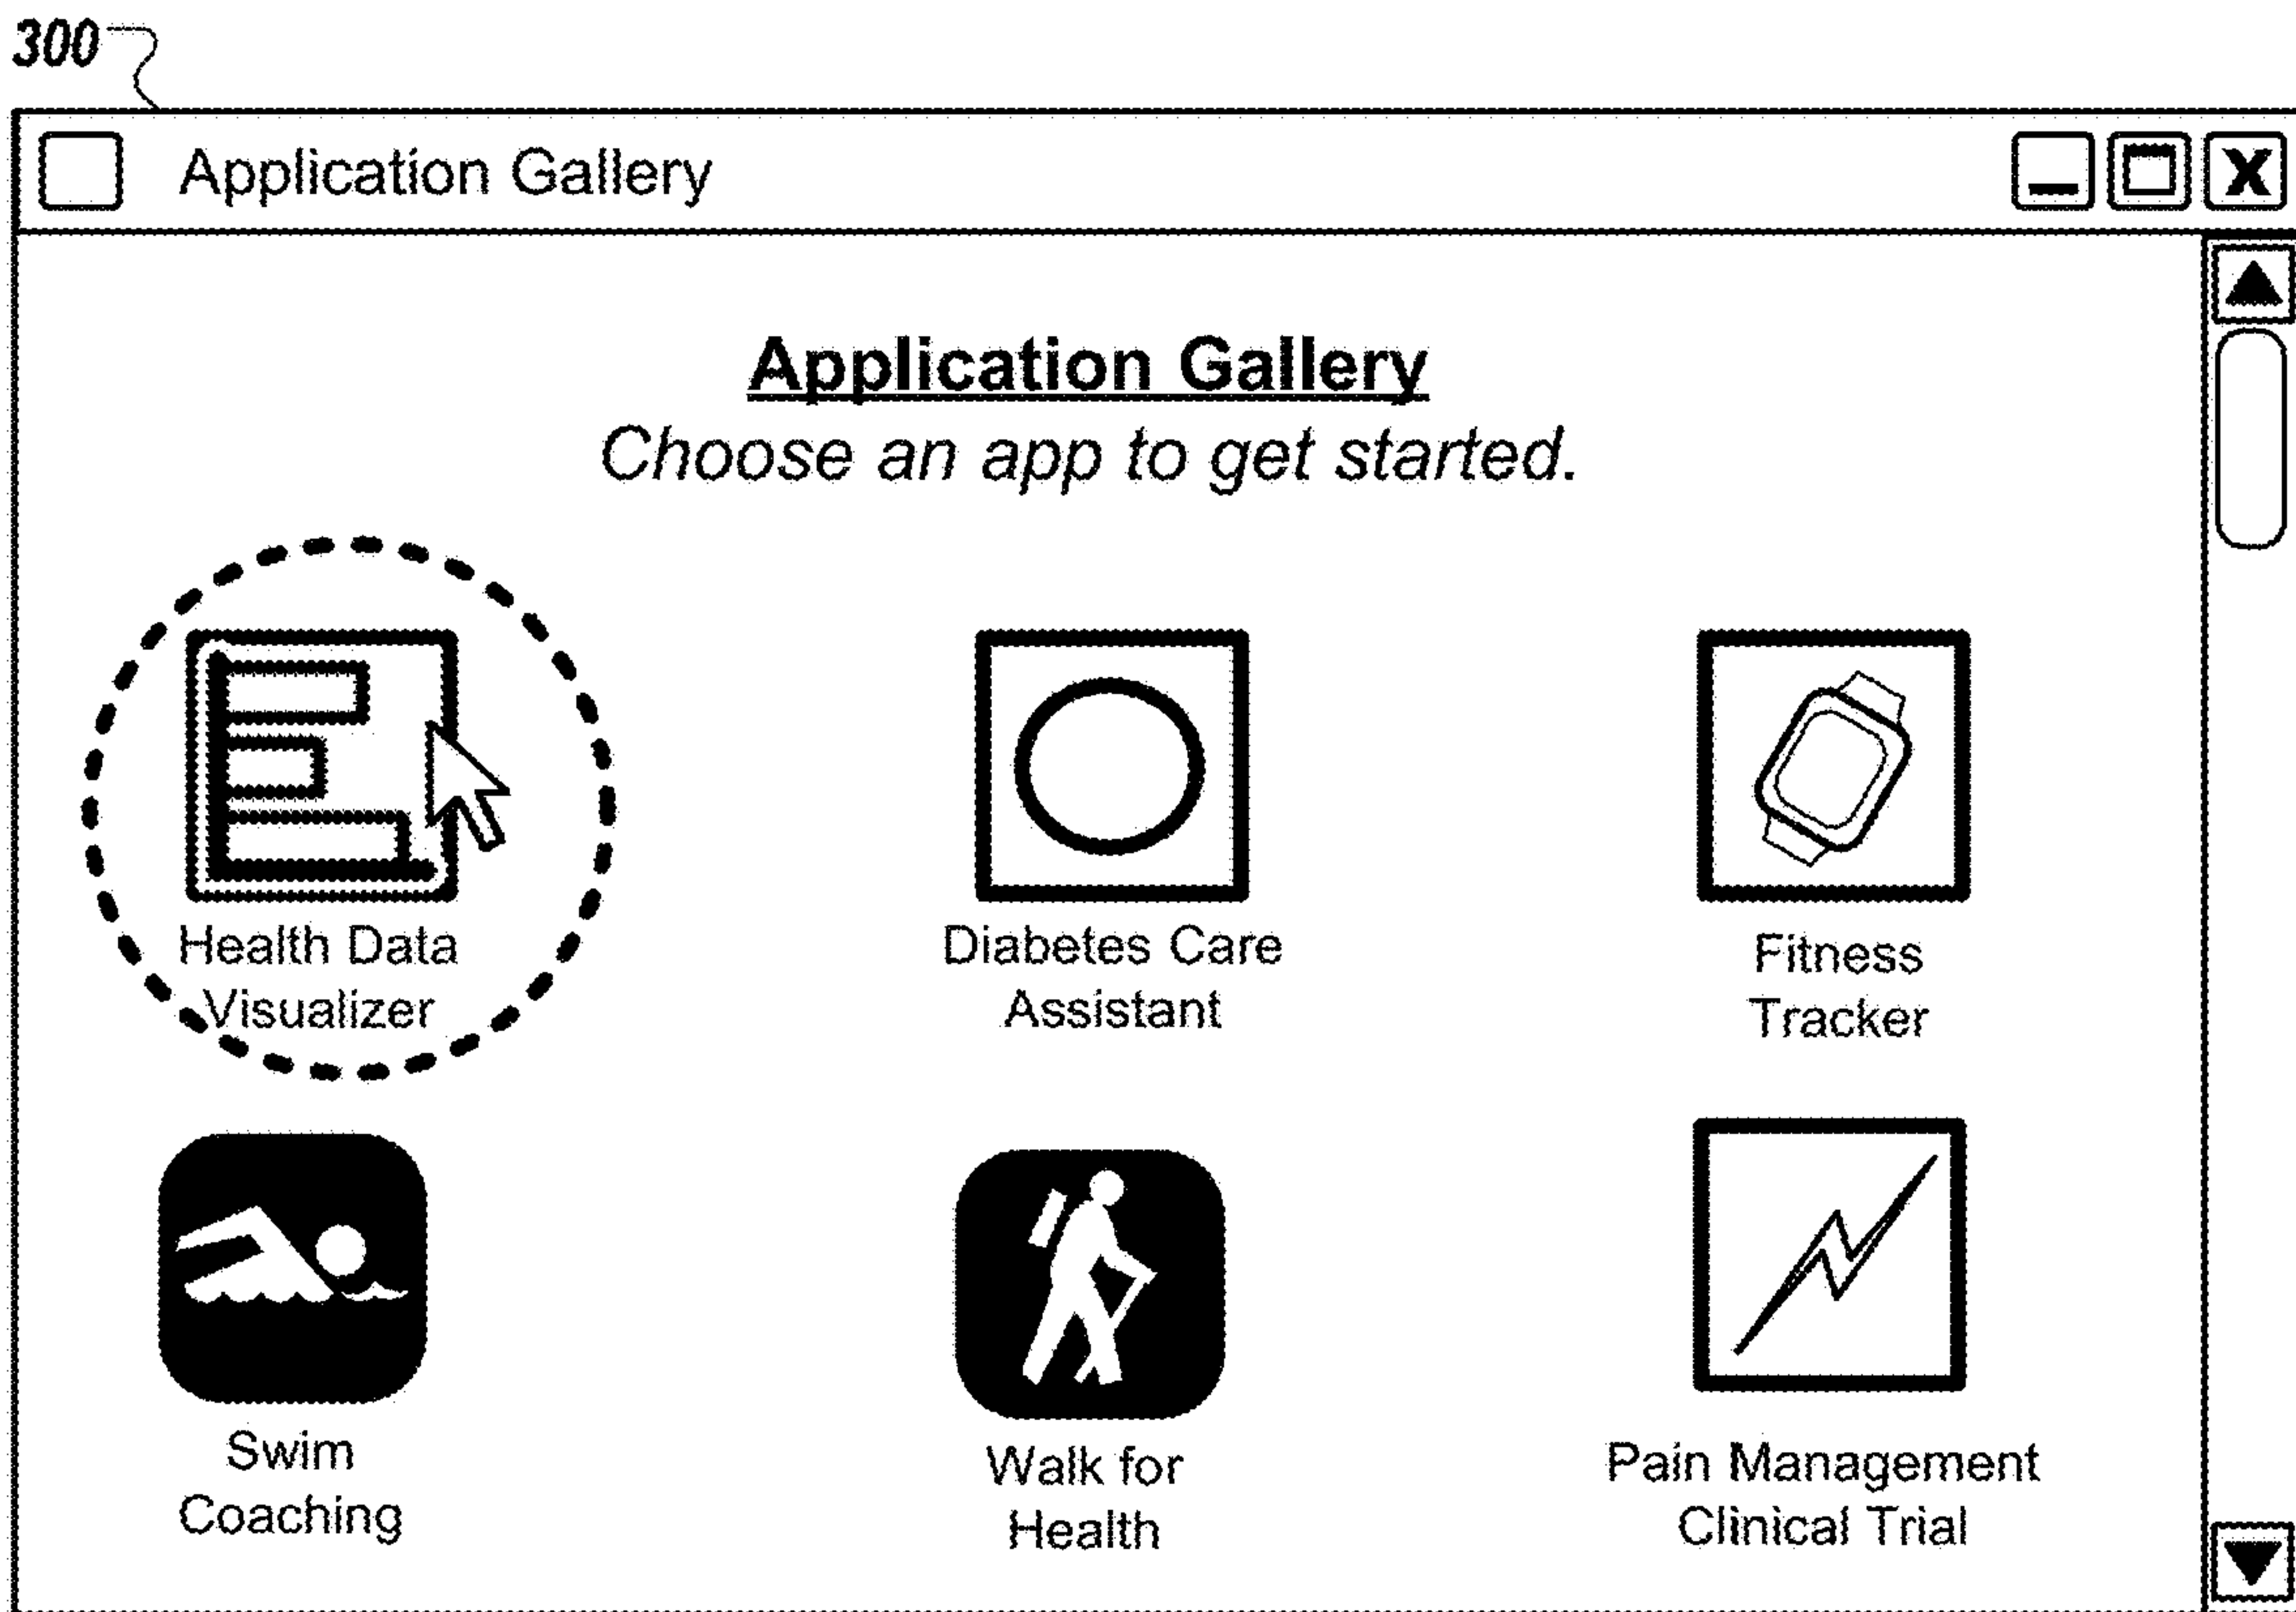 300
Application Gallery
X
Application Gallery
Choose an app to get started.
Health Data
Visualizer
Diabetes Care
Assistant
Fitness
Tracker
Swim
Coaching
Walk for
Health
Pain Management
Clinical Trial